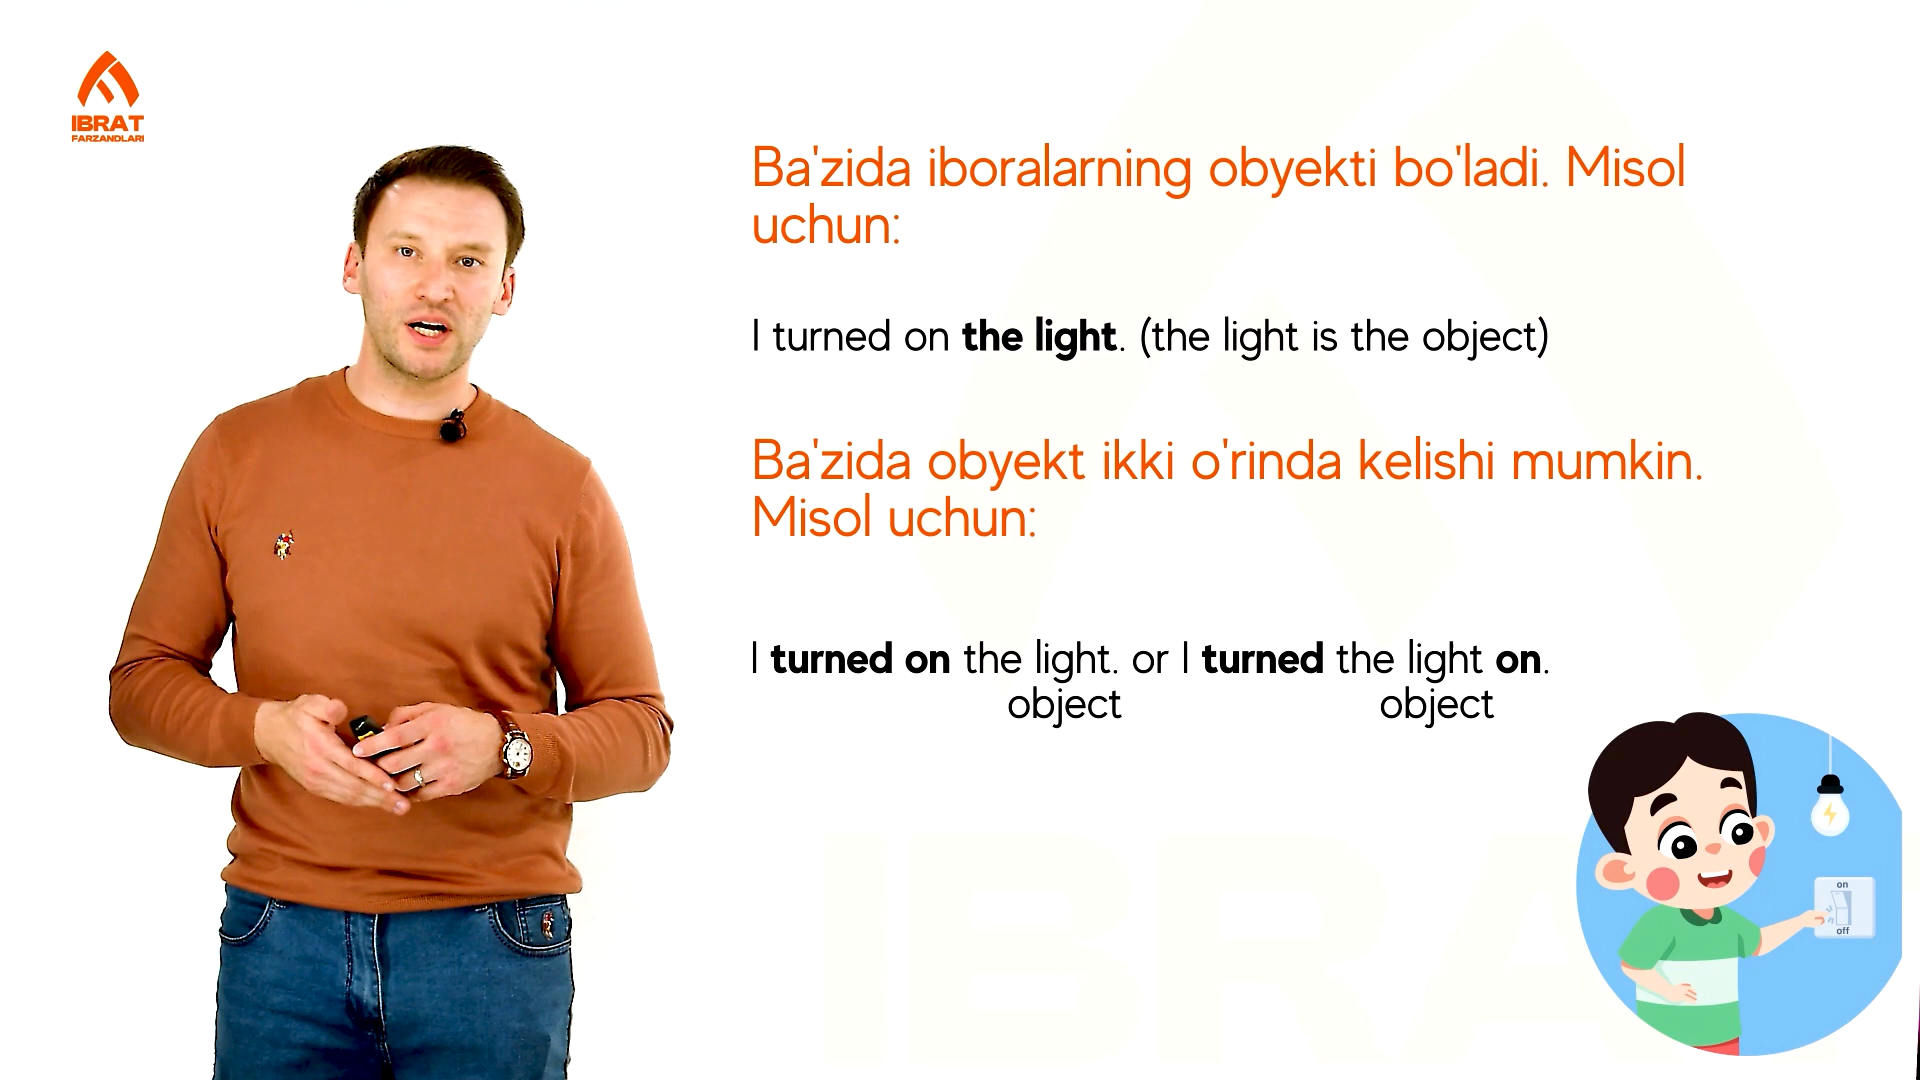 IBRAT
FARZANDLARI
Ba'zida iboralarning obyekti bo'ladi. Misol
uchun:
I turned on the light. (the light is the object)
Ba'zida obyekt ikki o'rinda kelishi mumkin.
Misol uchun:
I turned on the light. or I turned the light on.
object object
on
off
IBRA